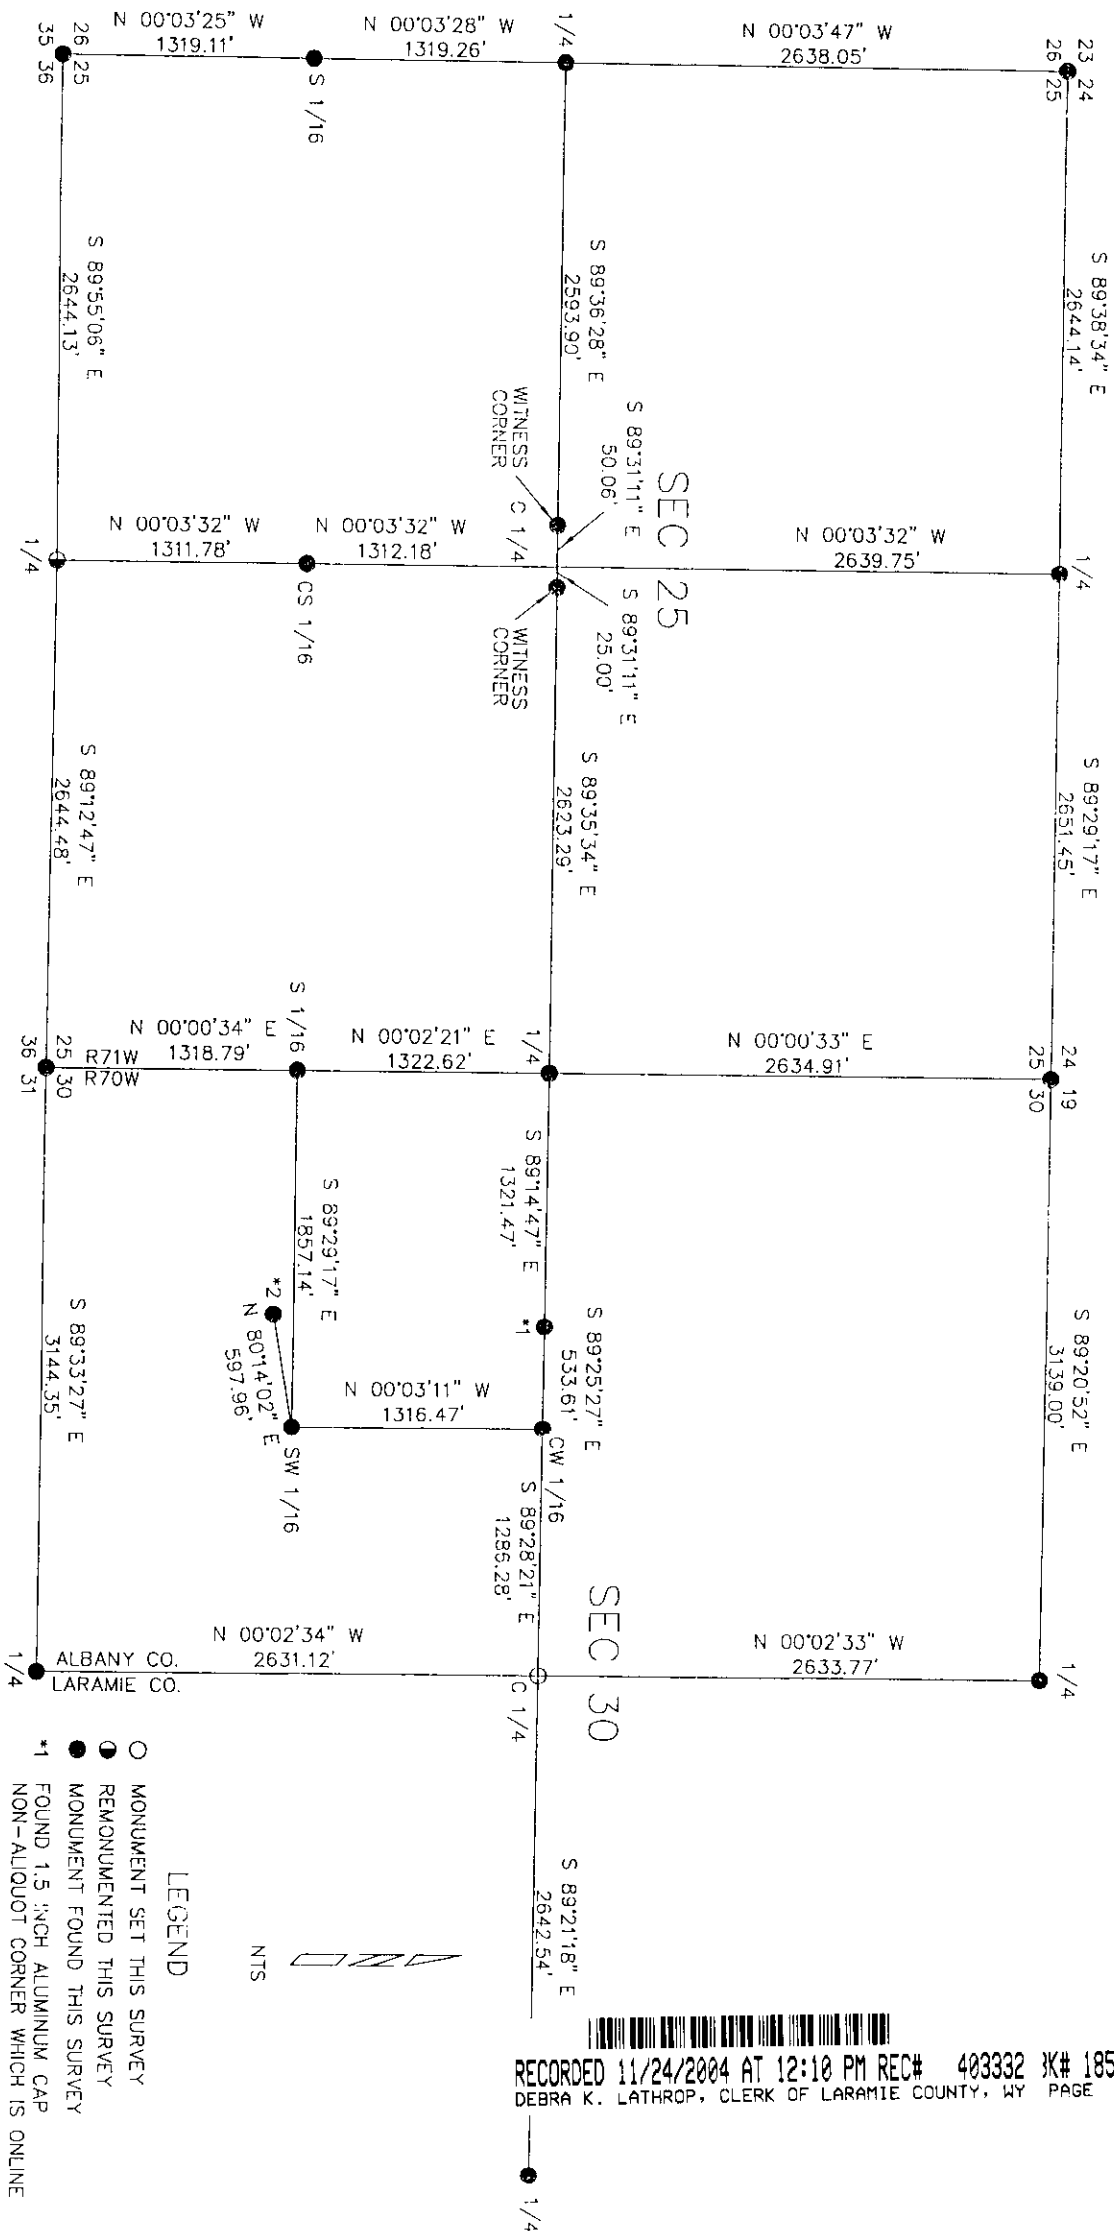 N 00°03'25" W
1319.11'
N 00°03'28" W
1319.26'
N 00°03'47" W
2638.05'
26 25
35 36
S 1/16
1/4
23 24
26 25
S 89°55'06" E
2644.13'
S 89°36'28" E
2593.90'
S 89°38'34" E
2644.14'
WITNESS
CORNER
S 89°31'11" E
50.06'
SEC 25
N 00°03'32" W
1311.78'
N 00°03'32" W
1312.18'
C 1/4
N 00°03'32" W
2639.75'
1/4
CS 1/16
1/4
S 89°31'11" E
25.00'
WITNESS
CORNER
S 89°12'47" E
2644.48'
S 89°35'34" E
2623.29'
S 89°29'17" E
2651.45'
N 00°00'34" E
1318.79'
S 1/16
N 00°02'21" E
1322.62'
1/4
N 00°00'33" E
2634.91'
25 30
36 31
R71W
R70W
24 19
25 30
S 89°14'47" E
1321.47'
S 89°29'17" E
1857.14'
*2
N 80°14'02" E
597.96'
*1
S 89°25'27" E
533.61'
S 89°33'27" E
3144.35'
S 89°20'52" E
3139.00'
N 00°03'11" W
1316.47'
SW 1/16
CW 1/16
S 89°28'21" E
1286.28'
SEC 30
N 00°02'34" W
2631.12'
N 00°02'33" W
2633.77'
1/4
ALBANY CO.
LARAMIE CO.
C 1/4
1/4
S 89°21'18" E
2642.54'
1/4
NTS
N
LEGEND
MONUMENT SET THIS SURVEY
REMONUMENTED THIS SURVEY
MONUMENT FOUND THIS SURVEY
*1 FOUND 1.5 INCH ALUMINUM CAP
NON-ALIQUOT CORNER WHICH IS ONLINE
RECORDED 11/24/2004 AT 12:10 PM REC# 403332 BK# 185
DEBRA K. LATHROP, CLERK OF LARAMIE COUNTY, WY PAGE